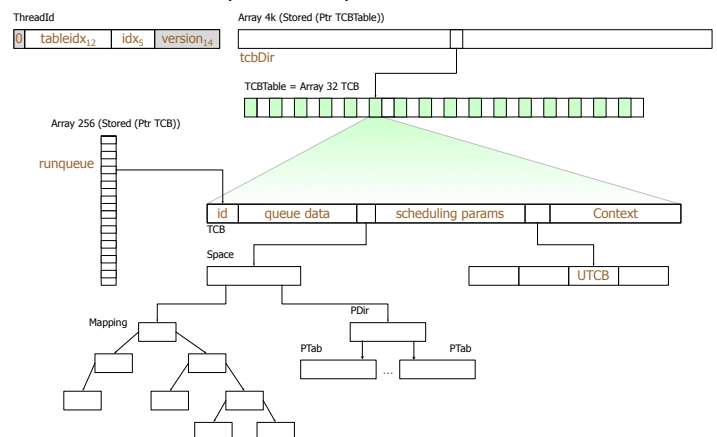 ThreadId
Array 4k (Stored (Ptr TCBTable))
0 tableidx₁₂ idx₅ version₁₄
tcbDir
TCBTable = Array 32 TCB
Array 256 (Stored (Ptr TCB))
runqueue
id queue data scheduling params Context
TCB
Space
UTCB
Mapping
PDir
PTab PTab
...